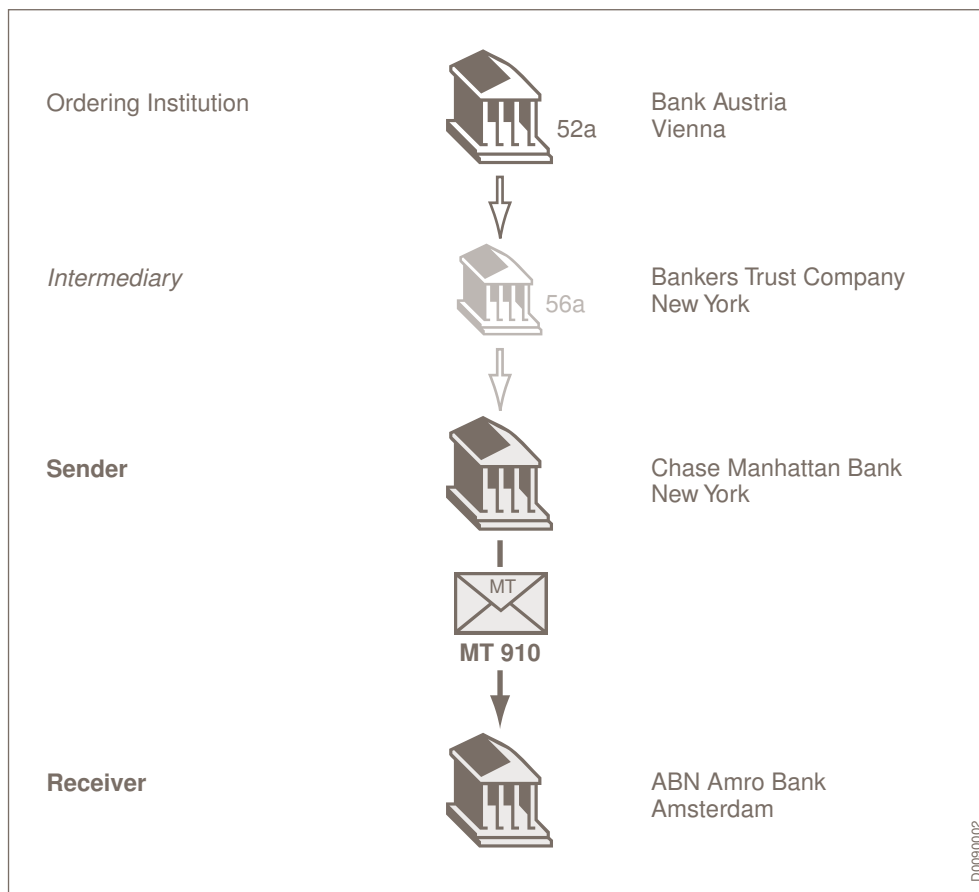 Ordering Institution
52a
Bank Austria
Vienna
Intermediary
56a
Bankers Trust Company
New York
Sender
Chase Manhattan Bank
New York
MT
MT 910
Receiver
ABN Amro Bank
Amsterdam
D0090002